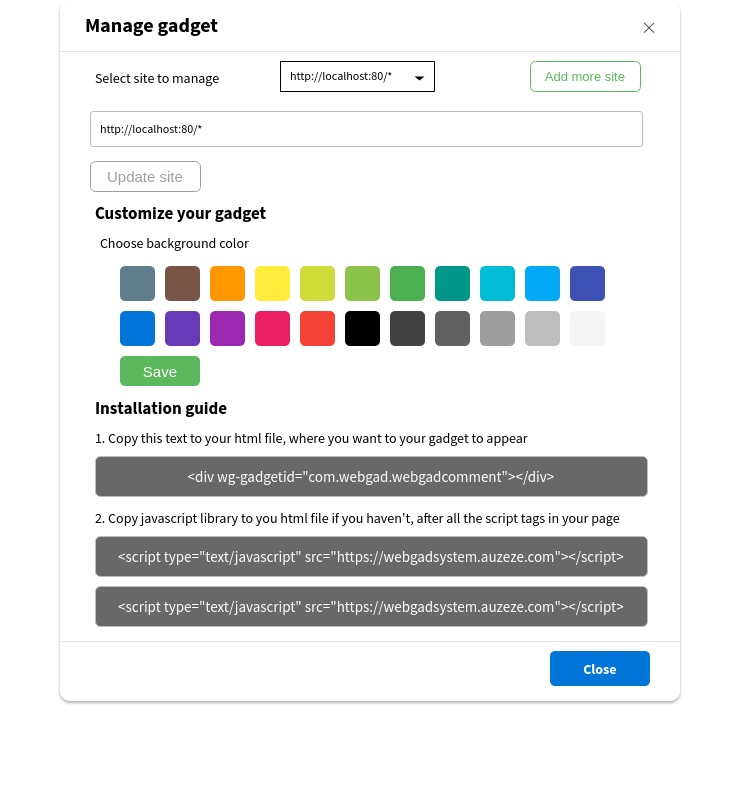 Manage gadget
Select site to manage
http://localhost:80/*
Add more site
http://localhost:80/*
Update site
Customize your gadget
Choose background color
Save
Installation guide
1. Copy this text to your html file, where you want to your gadget to appear
<div wg-gadgetid="com.webgad.webgadcomment"></div>
2. Copy javascript library to you html file if you haven't, after all the script tags in your page
<script type="text/javascript" src="https://webgadsystem.auzeze.com"></script>
<script type="text/javascript" src="https://webgadsystem.auzeze.com"></script>
Close